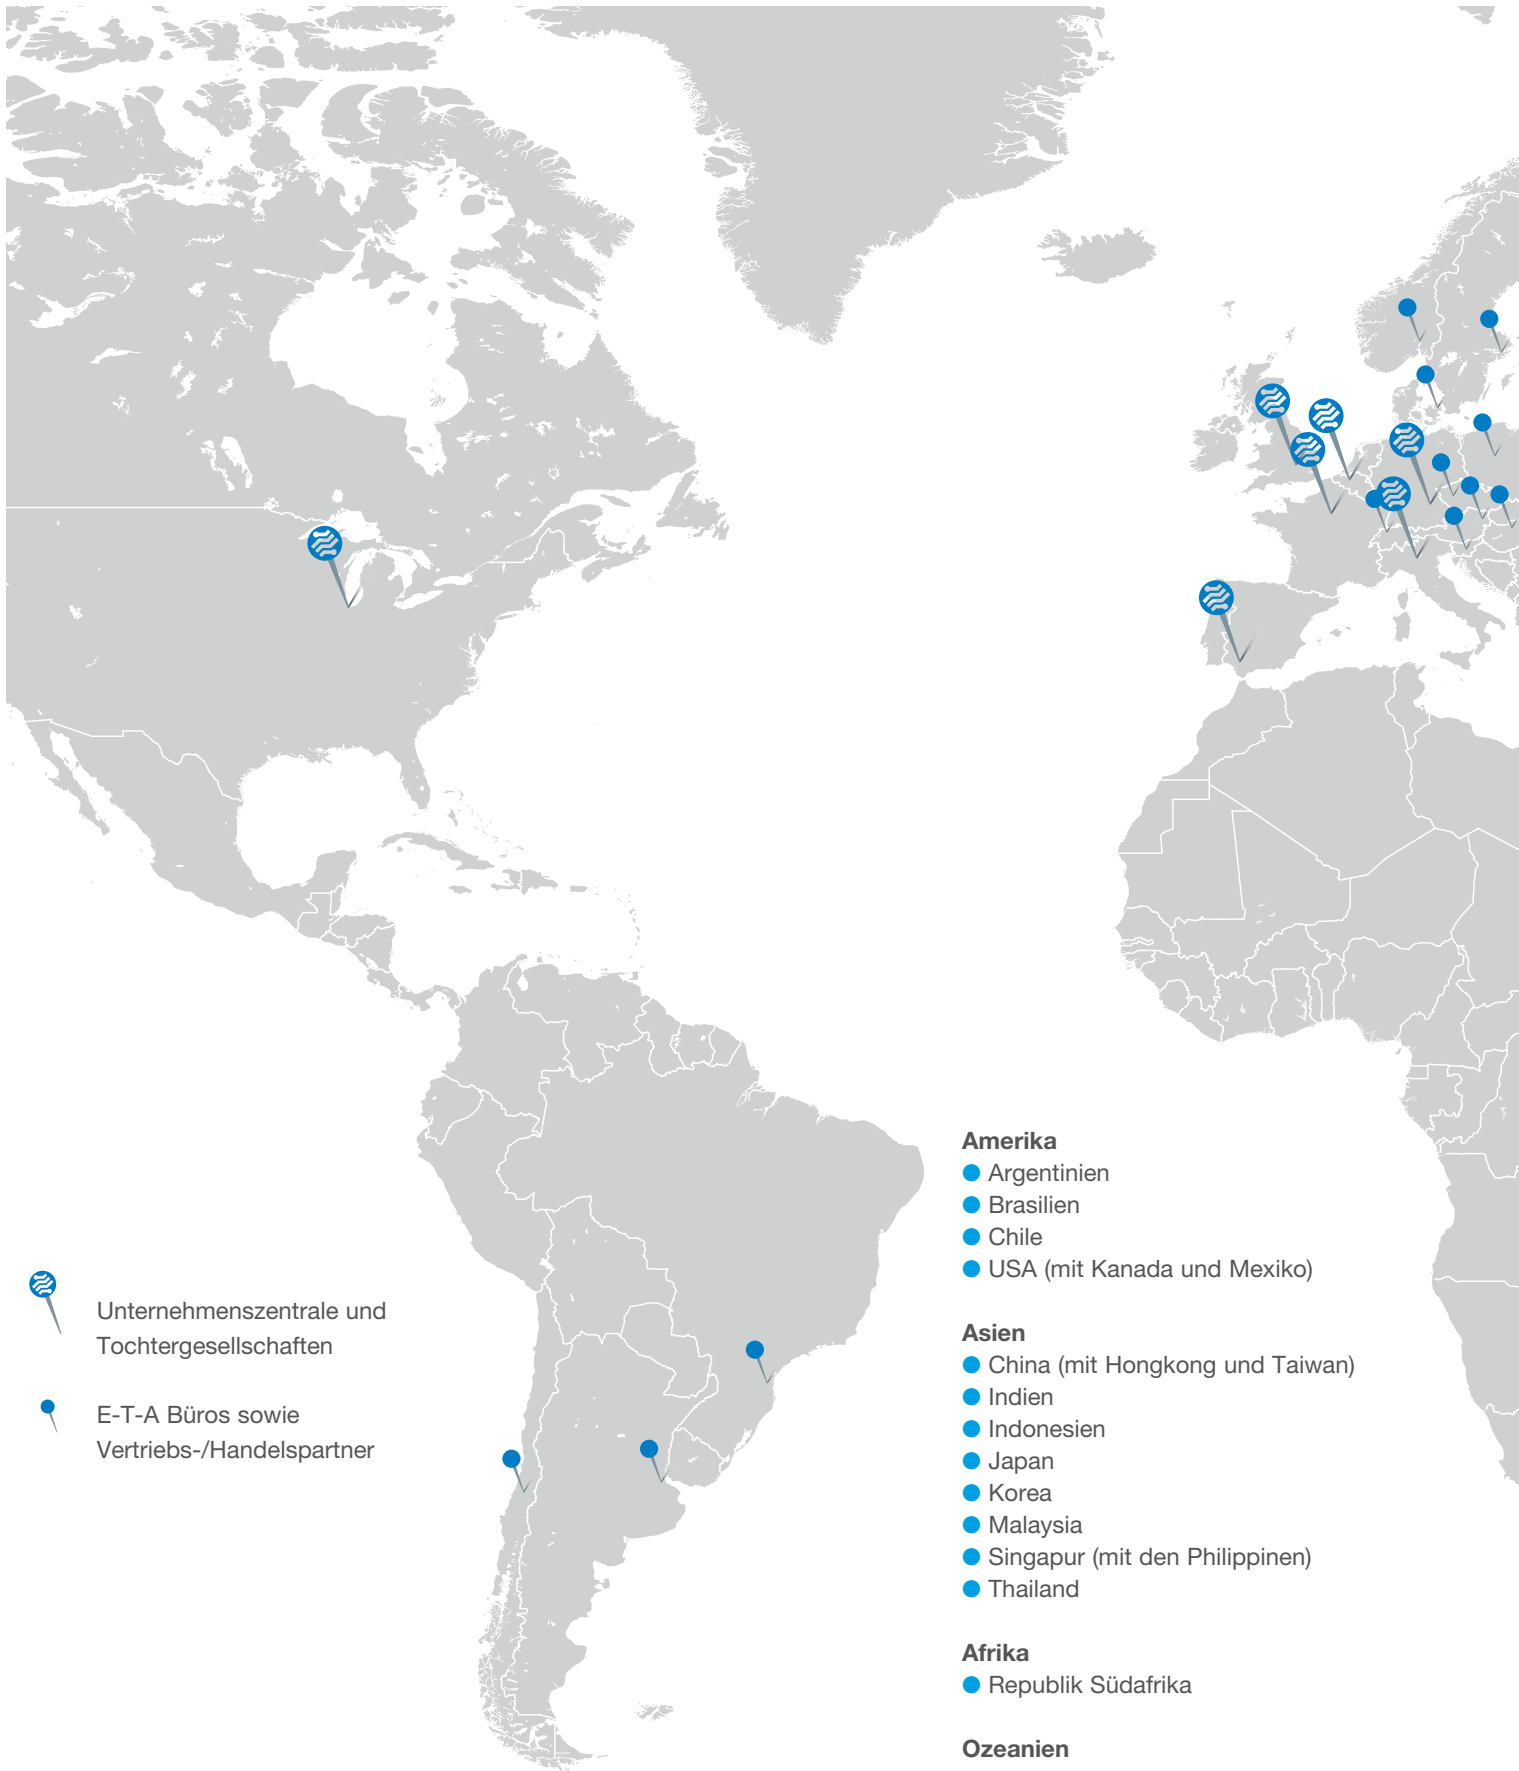 Unternehmenszentrale und
Tochtergesellschaften
E-T-A Büros sowie
Vertriebs-/Handelspartner
Amerika
Argentinien
Brasilien
Chile
USA (mit Kanada und Mexiko)
Asien
China (mit Hongkong und Taiwan)
Indien
Indonesien
Japan
Korea
Malaysia
Singapur (mit den Philippinen)
Thailand
Afrika
Republik Südafrika
Ozeanien